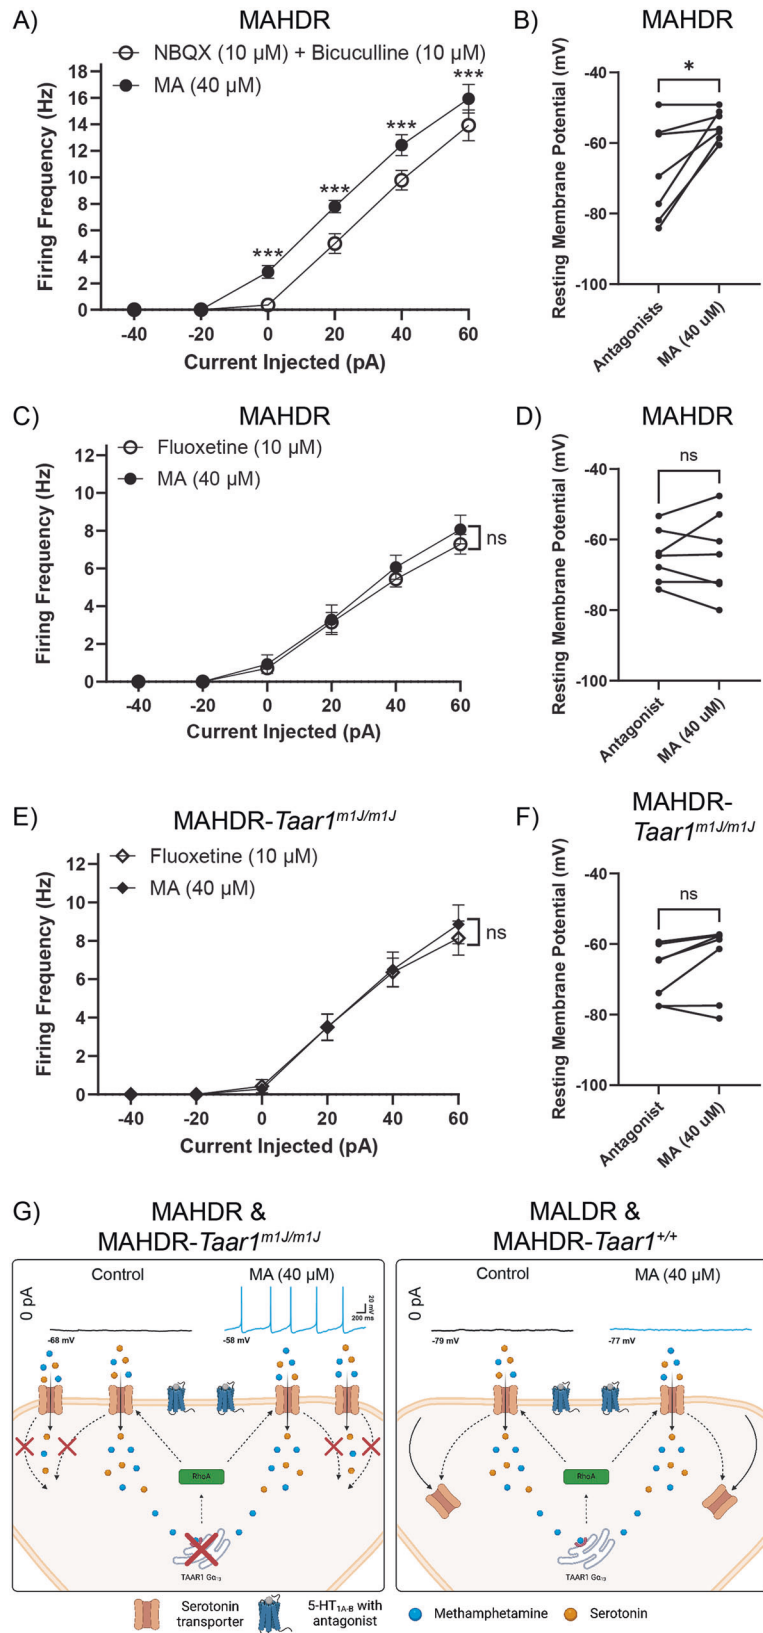 A)
MAHDR
NBQX (10 µM) + Bicuculline (10 µM)
MA (40 µM)
Firing Frequency (Hz)
18
16
14
12
10
8
6
4
2
0
***
***
***
***
-40
-20
0
20
40
60
Current Injected (pA)
B)
MAHDR
Resting Membrane Potential (mV)
-40
-60
-80
-100
*
Antagonists
MA (40 uM)
C)
MAHDR
Fluoxetine (10 µM)
MA (40 µM)
Firing Frequency (Hz)
12
10
8
6
4
2
0
ns
-40
-20
0
20
40
60
Current Injected (pA)
D)
MAHDR
Resting Membrane Potential (mV)
-40
-60
-80
-100
ns
Antagonist
MA (40 uM)
E)
MAHDR-Taar1m1J/m1J
Fluoxetine (10 µM)
MA (40 µM)
Firing Frequency (Hz)
12
10
8
6
4
2
0
ns
-40
-20
0
20
40
60
Current Injected (pA)
F)
MAHDR-
Taar1m1J/m1J
Resting Membrane Potential (mV)
-40
-60
-80
-100
ns
Antagonist
MA (40 uM)
G)
MAHDR &
MAHDR-Taar1m1J/m1J
0 pA
Control
MA (40 µM)
-68 mV
-58 mV
20 mV
200 ms
RhoA
TAAR1 Gα13
MALDR &
MAHDR-Taar1+/+
0 pA
Control
MA (40 µM)
-79 mV
-77 mV
RhoA
TAAR1 Gα13
Serotonin
transporter
5-HT1A-B with
antagonist
Methamphetamine
Serotonin